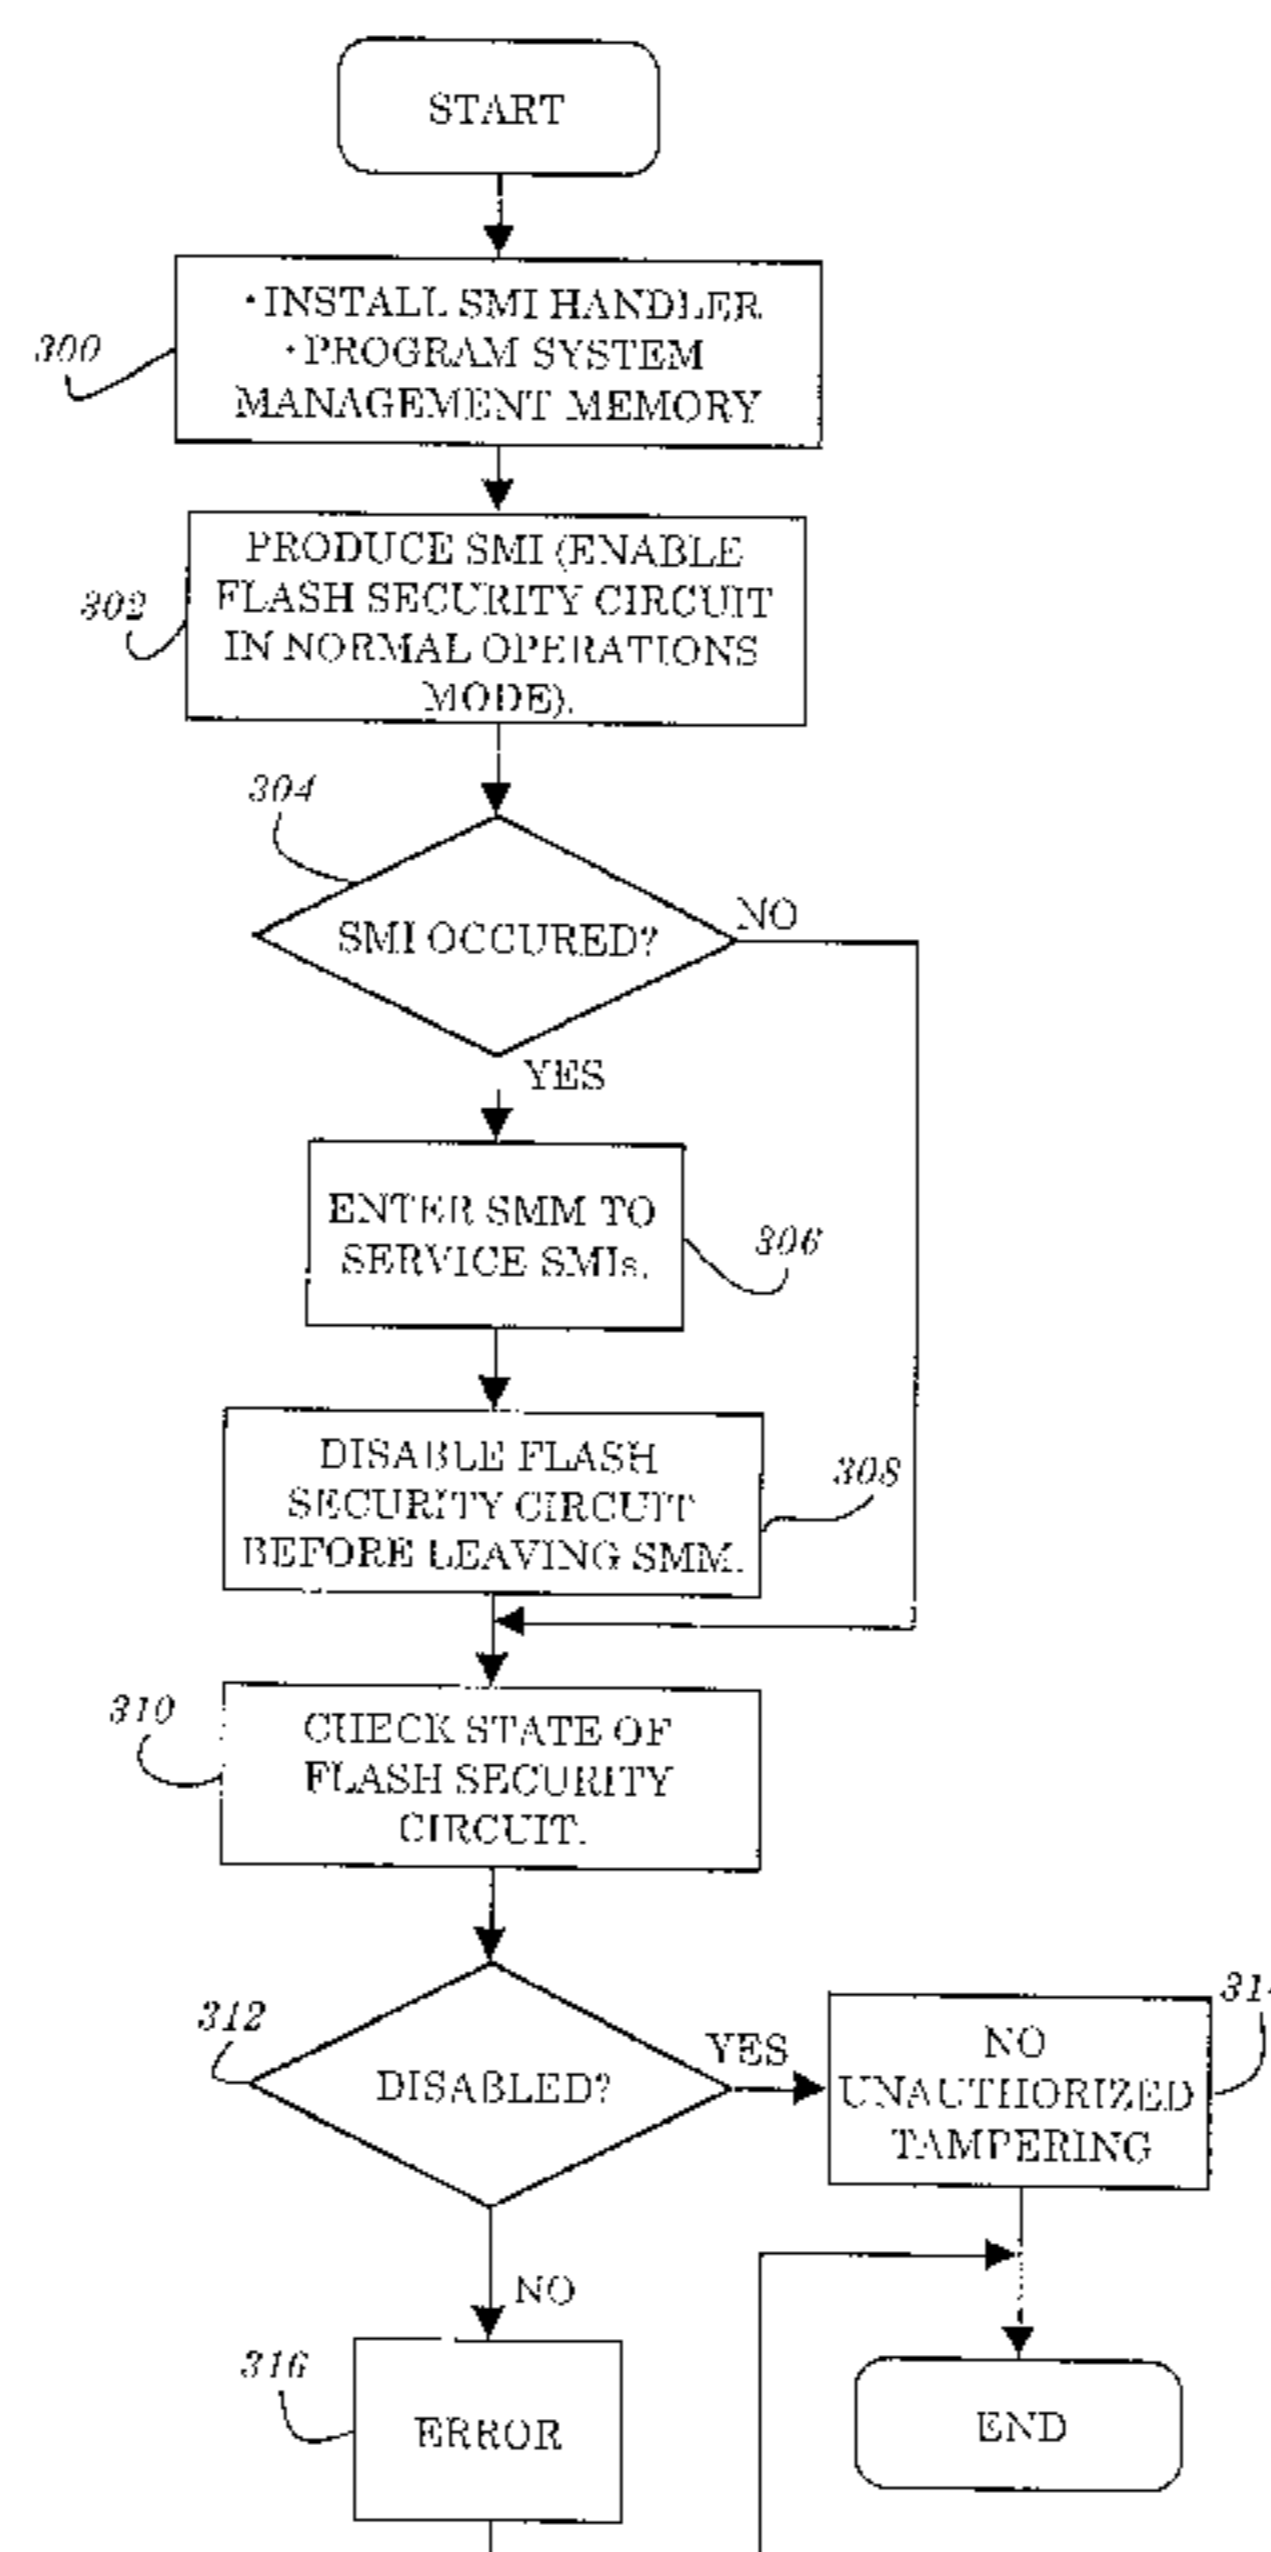 START
• INSTALL SMI HANDLER
• PROGRAM SYSTEM
MANAGEMENT MEMORY
300
PRODUCE SMI (ENABLE
FLASH SECURITY CIRCUIT
IN NORMAL OPERATIONS
MODE).
302
304
SMI OCCURED?
NO
YES
ENTER SMM TO
SERVICE SMIs.
306
DISABLE FLASH
SECURITY CIRCUIT
BEFORE LEAVING SMM.
308
310
CHECK STATE OF
FLASH SECURITY
CIRCUIT.
312
DISABLED?
YES
NO
UNAUTHORIZED
TAMPERING
NO
316
ERROR
END